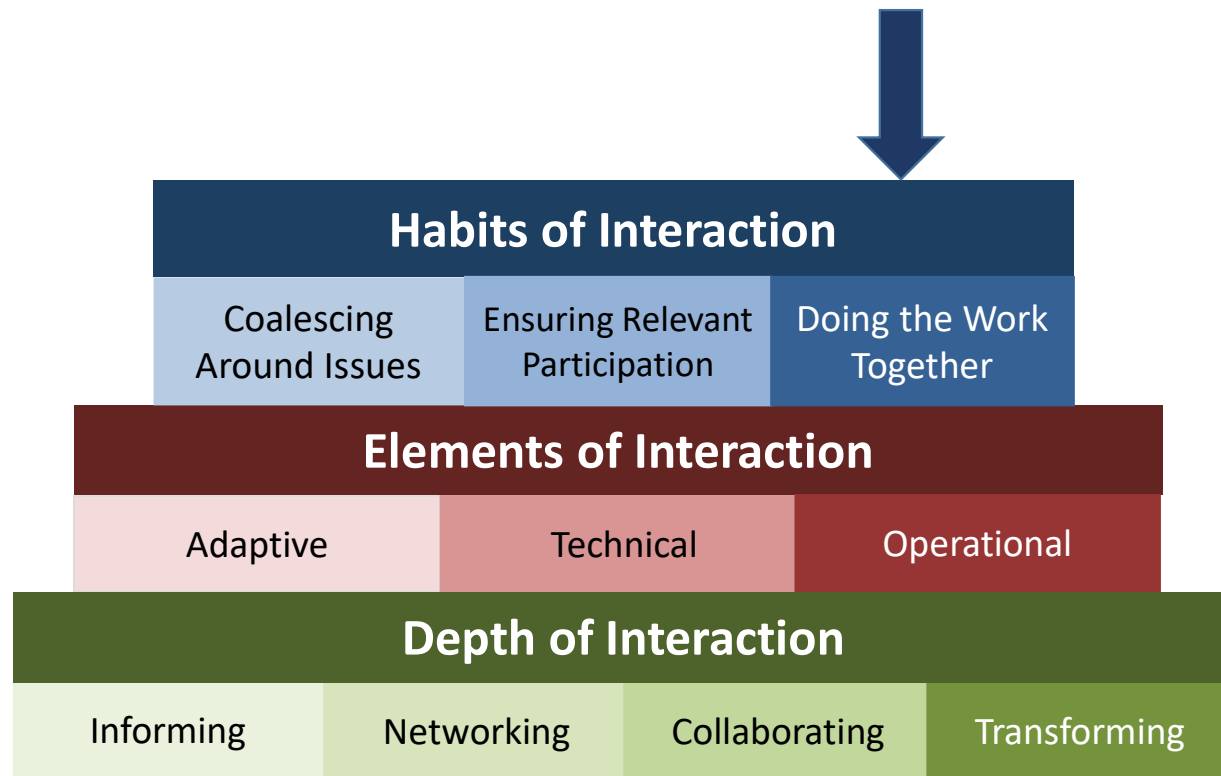 Habits of Interaction
Coalescing
Around Issues
Ensuring Relevant
Participation
Doing the Work
Together
Elements of Interaction
Adaptive
Technical
Operational
Depth of Interaction
Informing
Networking
Collaborating
Transforming